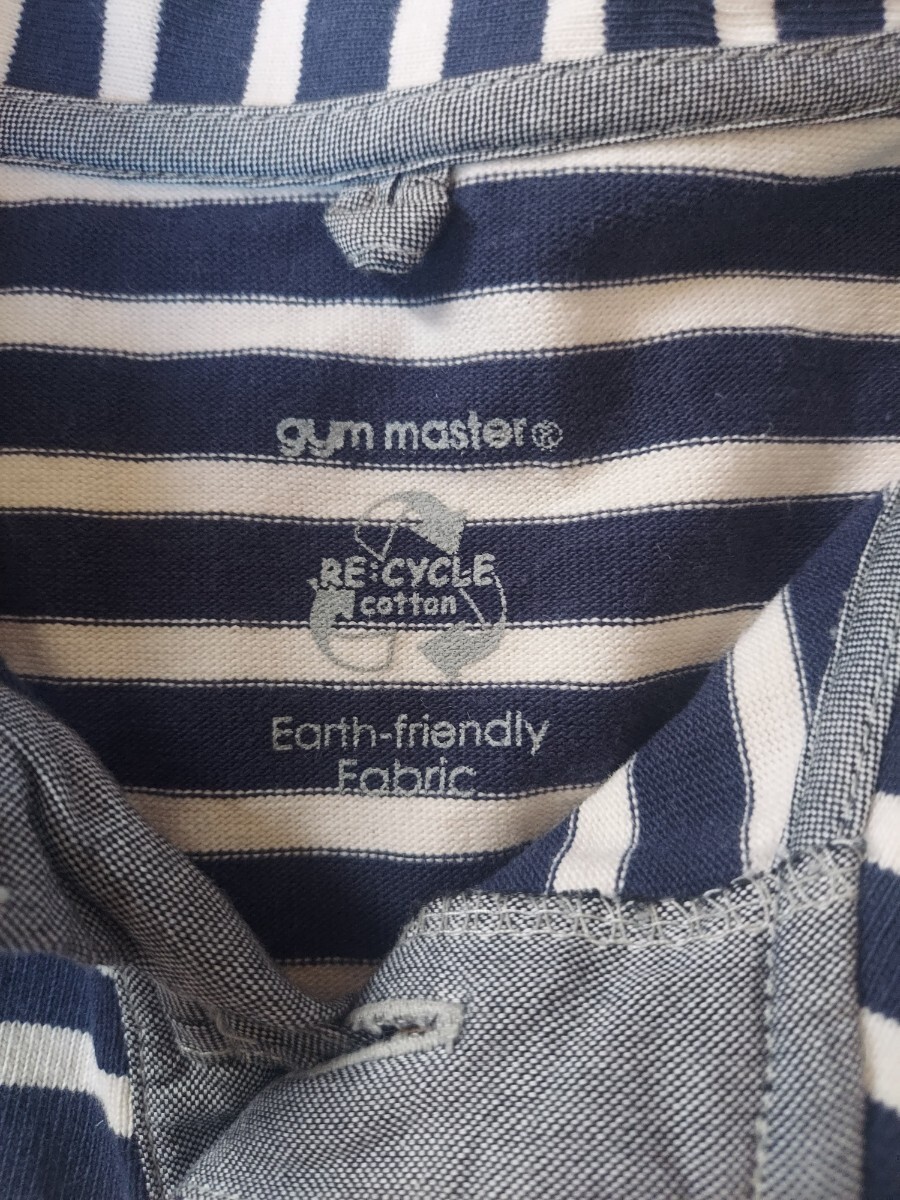 gym master®
RE:CYCLE
cotton
Earth-friendly
Fabric